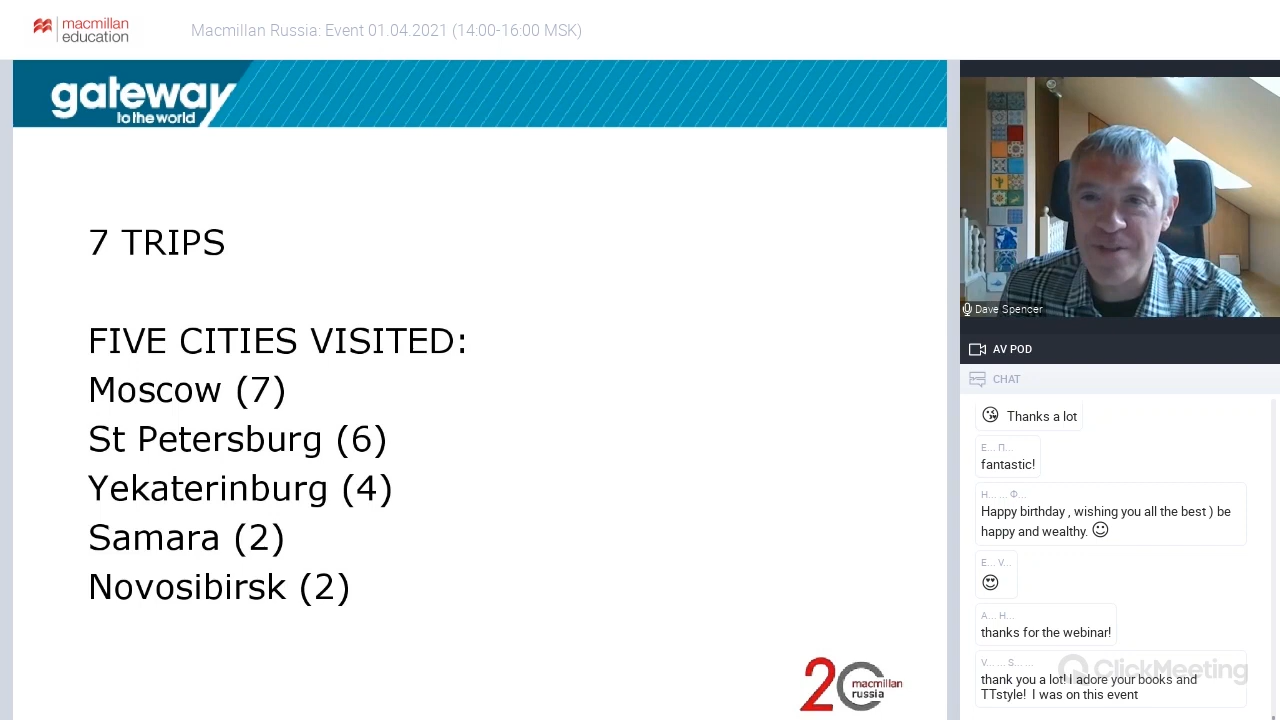 macmillan
education
Macmillan Russia: Event 01.04.2021 (14:00-16:00 MSK)
gateway
to the world
7 TRIPS
FIVE CITIES VISITED:
Moscow (7)
St Petersburg (6)
Yekaterinburg (4)
Samara (2)
Novosibirsk (2)
20
macmillan
russia
Dave Spencer
AV POD
CHAT
😘 Thanks a lot
E... П...
fantastic!
Н... ... Ф...
Happy birthday , wishing you all the best ) be
happy and wealthy. 🙂
E... V...
😍
А... Н...
thanks for the webinar!
V... ... S... ...
thank you a lot! I adore your books and
TTstyle! I was on this event
ClickMeeting